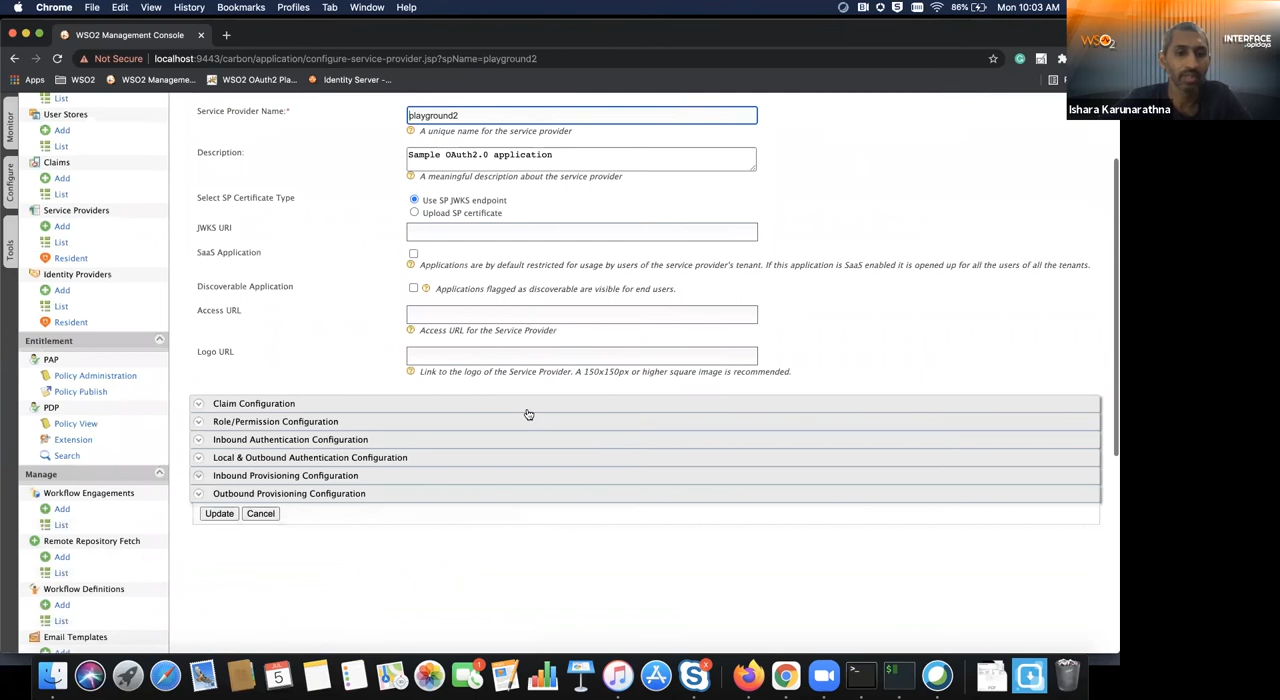 Chrome File Edit View History Bookmarks Profiles Tab Window Help
86% Mon 10:03 AM
WSO2 Management Console
Not Secure localhost:9443/carbon/application/configure-service-provider.jsp?spName=playground2
Apps WSO2 WSO2 Manageme... WSO2 OAuth2 Pla... Identity Server -...
WSO2
INTERFACE
by apidays
Ishara Karunarathna
Monitor
Configure
Tools
List
User Stores
Add
List
Claims
Add
List
Service Providers
Add
List
Resident
Identity Providers
Add
List
Resident
Entitlement
PAP
Policy Administration
Policy Publish
PDP
Policy View
Extension
Search
Manage
Workflow Engagements
Add
List
Remote Repository Fetch
Add
List
Workflow Definitions
Add
List
Email Templates
Service Provider Name:*
playground2
A unique name for the service provider
Description:
Sample OAuth2.0 application
A meaningful description about the service provider
Select SP Certificate Type
Use SP JWKS endpoint
Upload SP certificate
JWKS URI
SaaS Application
Applications are by default restricted for usage by users of the service provider's tenant. If this application is SaaS enabled it is opened up for all the users of all the tenants.
Discoverable Application
Applications flagged as discoverable are visible for end users.
Access URL
Access URL for the Service Provider
Logo URL
Link to the logo of the Service Provider. A 150x150px or higher square image is recommended.
Claim Configuration
Role/Permission Configuration
Inbound Authentication Configuration
Local & Outbound Authentication Configuration
Inbound Provisioning Configuration
Outbound Provisioning Configuration
Update Cancel
JUL
5
1